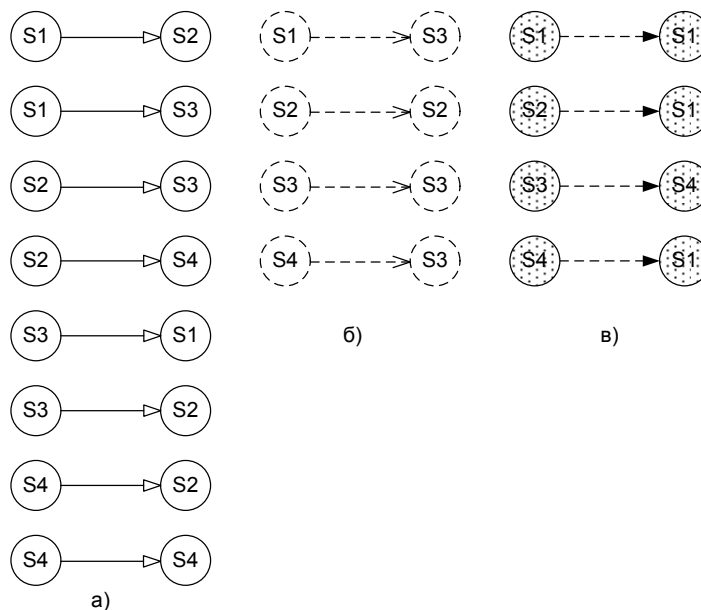 S1 S2 S1 S3 S1 S1
S1 S3 S2 S2 S2 S1
S2 S3 S3 S3 S3 S4
S2 S4 S4 S3 S4 S1
S3 S1
б) в)
S3 S2
S4 S2
S4 S4
а)